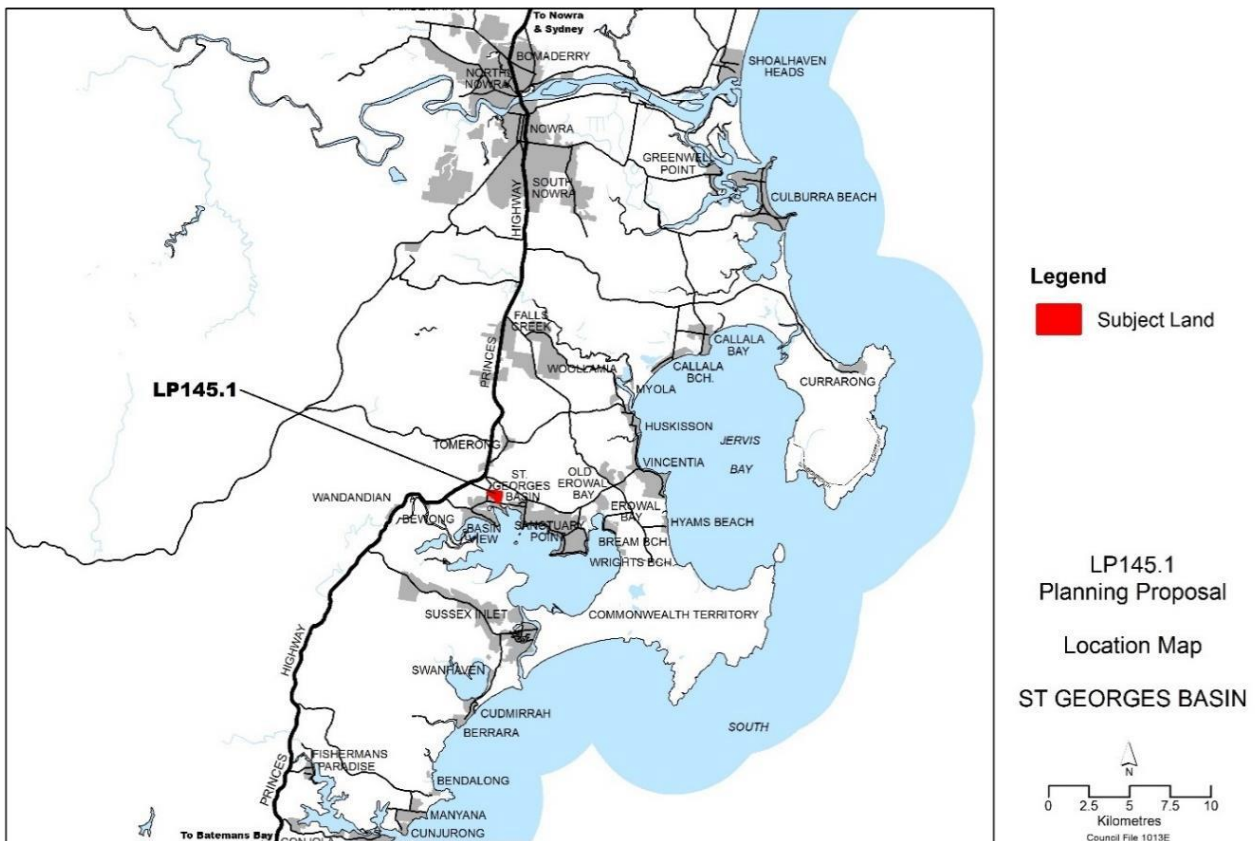 To Nowra
& Sydney
BOMADERRY
NORTH
NOWRA
SHOALHAVEN
HEADS
NOWRA
GREENWELL
POINT
SOUTH
NOWRA
CULBURRA BEACH
HIGHWAY
FALLS
CREEK
CALLALA
BAY
WOOLLAMIA
CALLALA
BCH.
CURRARONG
PRINCES
LP145.1
MYOLA
HUSKISSON
JERVIS
BAY
TOMERONG
VINCENTIA
ST.
GEORGES
BASIN
OLD
EROWAL
BAY
WANDANDIAN
EROWAL
BAY
BEWONG
BASIN
VIEW
SANCTUARY
POINT
HYAMS BEACH
BREAM BCH.
WRIGHTS BCH.
SUSSEX INLET
COMMONWEALTH TERRITORY
HIGHWAY
SWANHAVEN
CUDMIRRAH
BERRARA
SOUTH
FISHERMANS
PARADISE
PRINCES
BENDALONG
MANYANA
CUNJURONG
To Batemans Bay
Legend
Subject Land
LP145.1
Planning Proposal
Location Map
ST GEORGES BASIN
N
0 2.5 5 7.5 10
Kilometres
Council File 1013E